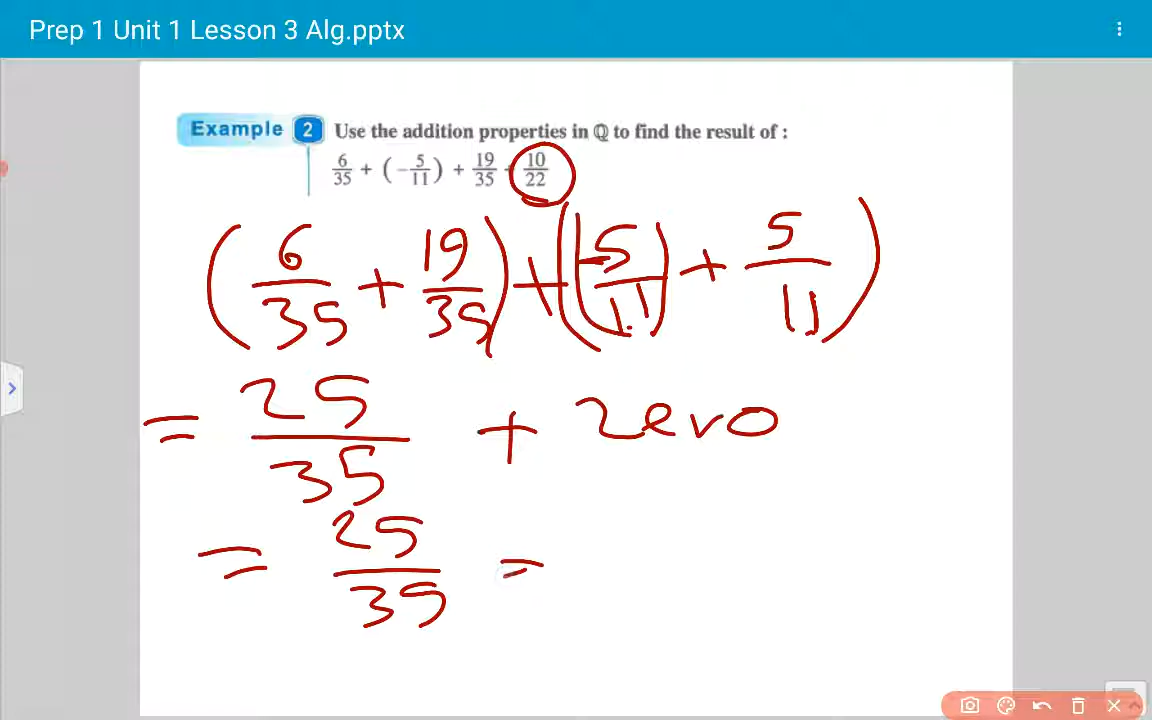 Prep 1 Unit 1 Lesson 3 Alg.pptx
Example 2 Use the addition properties in ℚ to find the result of :
6/35 + (−5/11) + 19/35 + 10/22
(6/35 + 19/35) + ((−5/11) + 5/11)
= 25/35 + Zero
= 25/35 =